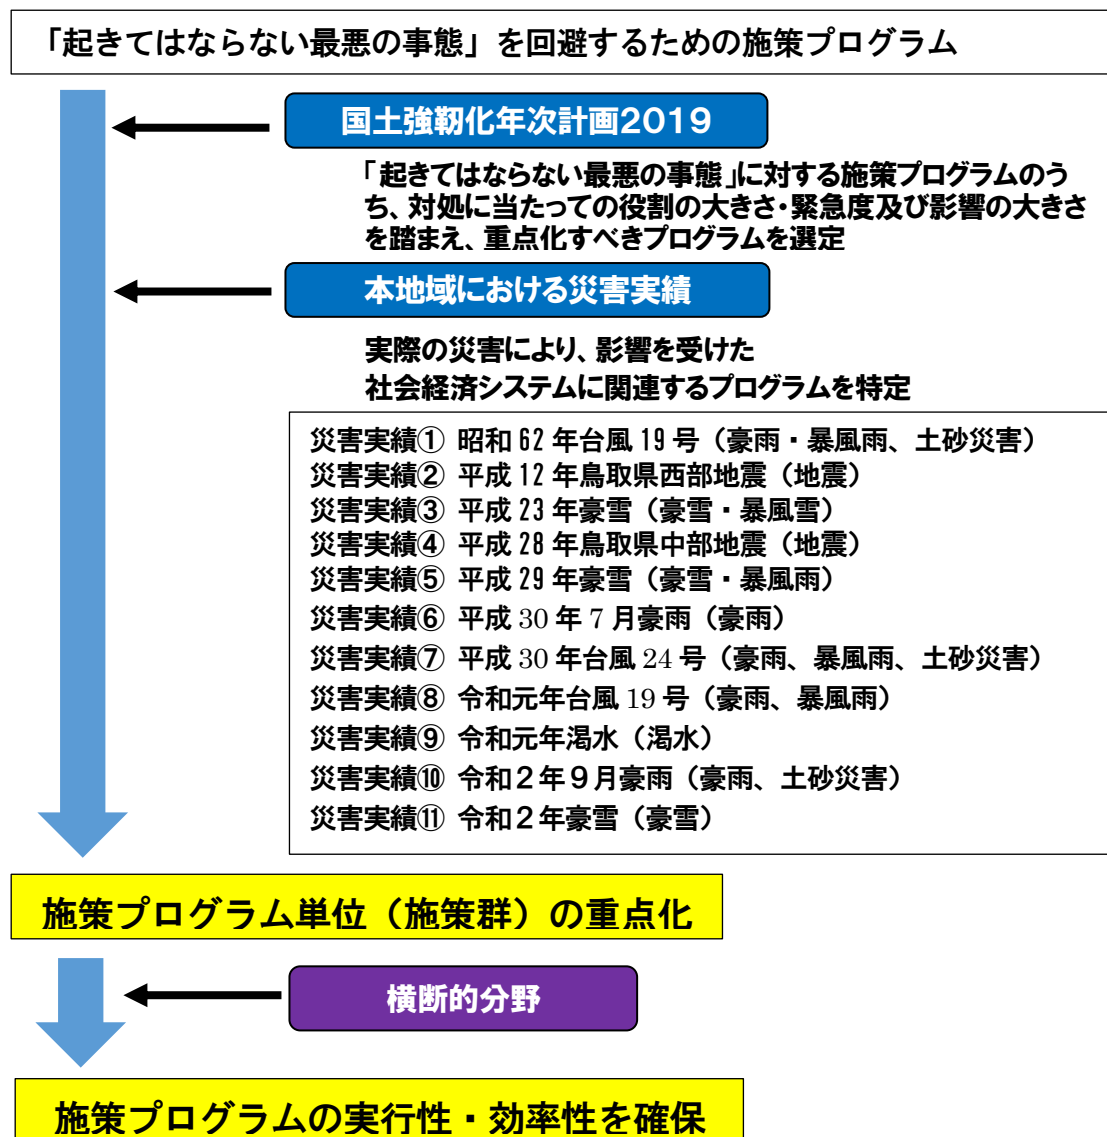 「起きてはならない最悪の事態」を回避するための施策プログラム
国土強靭化年次計画2019
「起きてはならない最悪の事態」に対する施策プログラムのう
ち、対処に当たっての役割の大きさ・緊急度及び影響の大きさ
を踏まえ、重点化すべきプログラムを選定
本地域における災害実績
実際の災害により、影響を受けた
社会経済システムに関連するプログラムを特定
災害実績① 昭和 62 年台風 19 号（豪雨・暴風雨、土砂災害）
災害実績② 平成 12 年鳥取県西部地震（地震）
災害実績③ 平成 23 年豪雪（豪雪・暴風雪）
災害実績④ 平成 28 年鳥取県中部地震（地震）
災害実績⑤ 平成 29 年豪雪（豪雪・暴風雨）
災害実績⑥ 平成 30 年 7 月豪雨（豪雨）
災害実績⑦ 平成 30 年台風 24 号（豪雨、暴風雨、土砂災害）
災害実績⑧ 令和元年台風 19 号（豪雨、暴風雨）
災害実績⑨ 令和元年渇水（渇水）
災害実績⑩ 令和２年９月豪雨（豪雨、土砂災害）
災害実績⑪ 令和２年豪雪（豪雪）
施策プログラム単位（施策群）の重点化
横断的分野
施策プログラムの実行性・効率性を確保